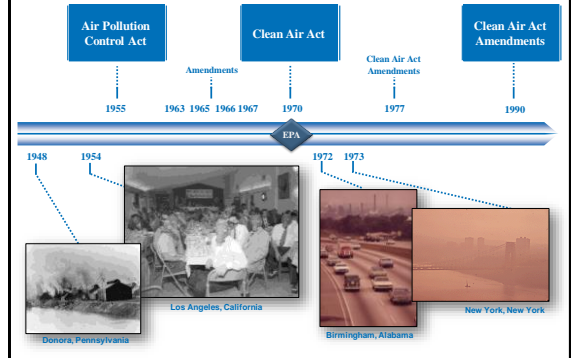 Air Pollution
Control Act
Clean Air Act
Clean Air Act
Amendments
Amendments
Clean Air Act
Amendments
1955
1963 1965 1966 1967
1970
1977
1990
EPA
1948
1954
1972
1973
Los Angeles, California
New York, New York
Donora, Pennsylvania
Birmingham, Alabama